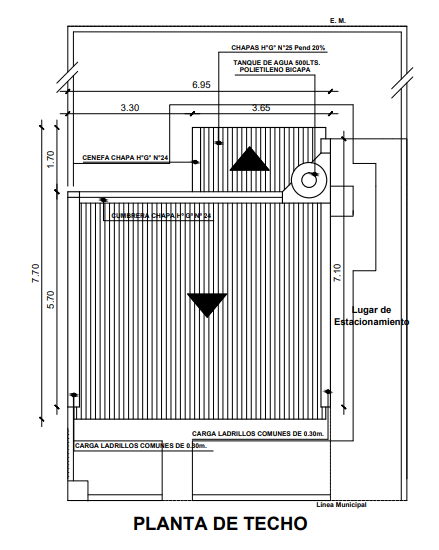 E. M.
CHAPAS H°G° N°25 Pend 20%
TANQUE DE AGUA 500LTS.
POLIETILENO BICAPA
6.95
3.30
3.65
1.70
CENEFA CHAPA H°G° N°24
CUMBRERA CHAPA H° G° N° 24
7.70
5.70
7.10
Lugar de
Estacionamiento
CARGA LADRILLOS COMUNES DE 0.30m.
CARGA LADRILLOS COMUNES DE 0.30m.
Línea Municipal
PLANTA DE TECHO